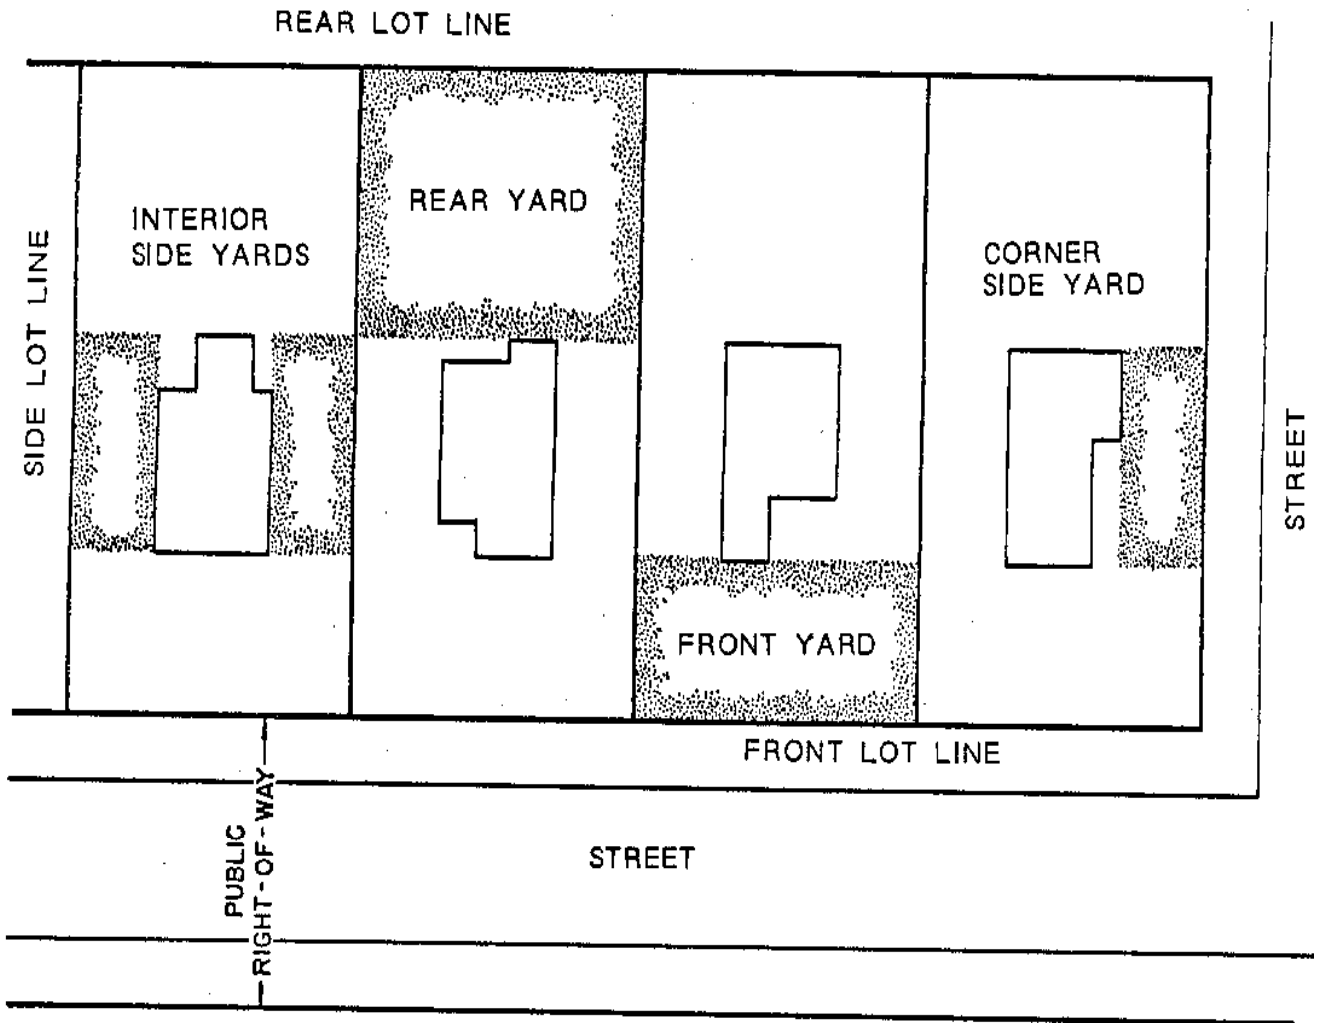 REAR LOT LINE
INTERIOR
SIDE YARDS
REAR YARD
CORNER
SIDE YARD
SIDE LOT LINE
STREET
FRONT YARD
FRONT LOT LINE
PUBLIC
RIGHT-OF-WAY
STREET